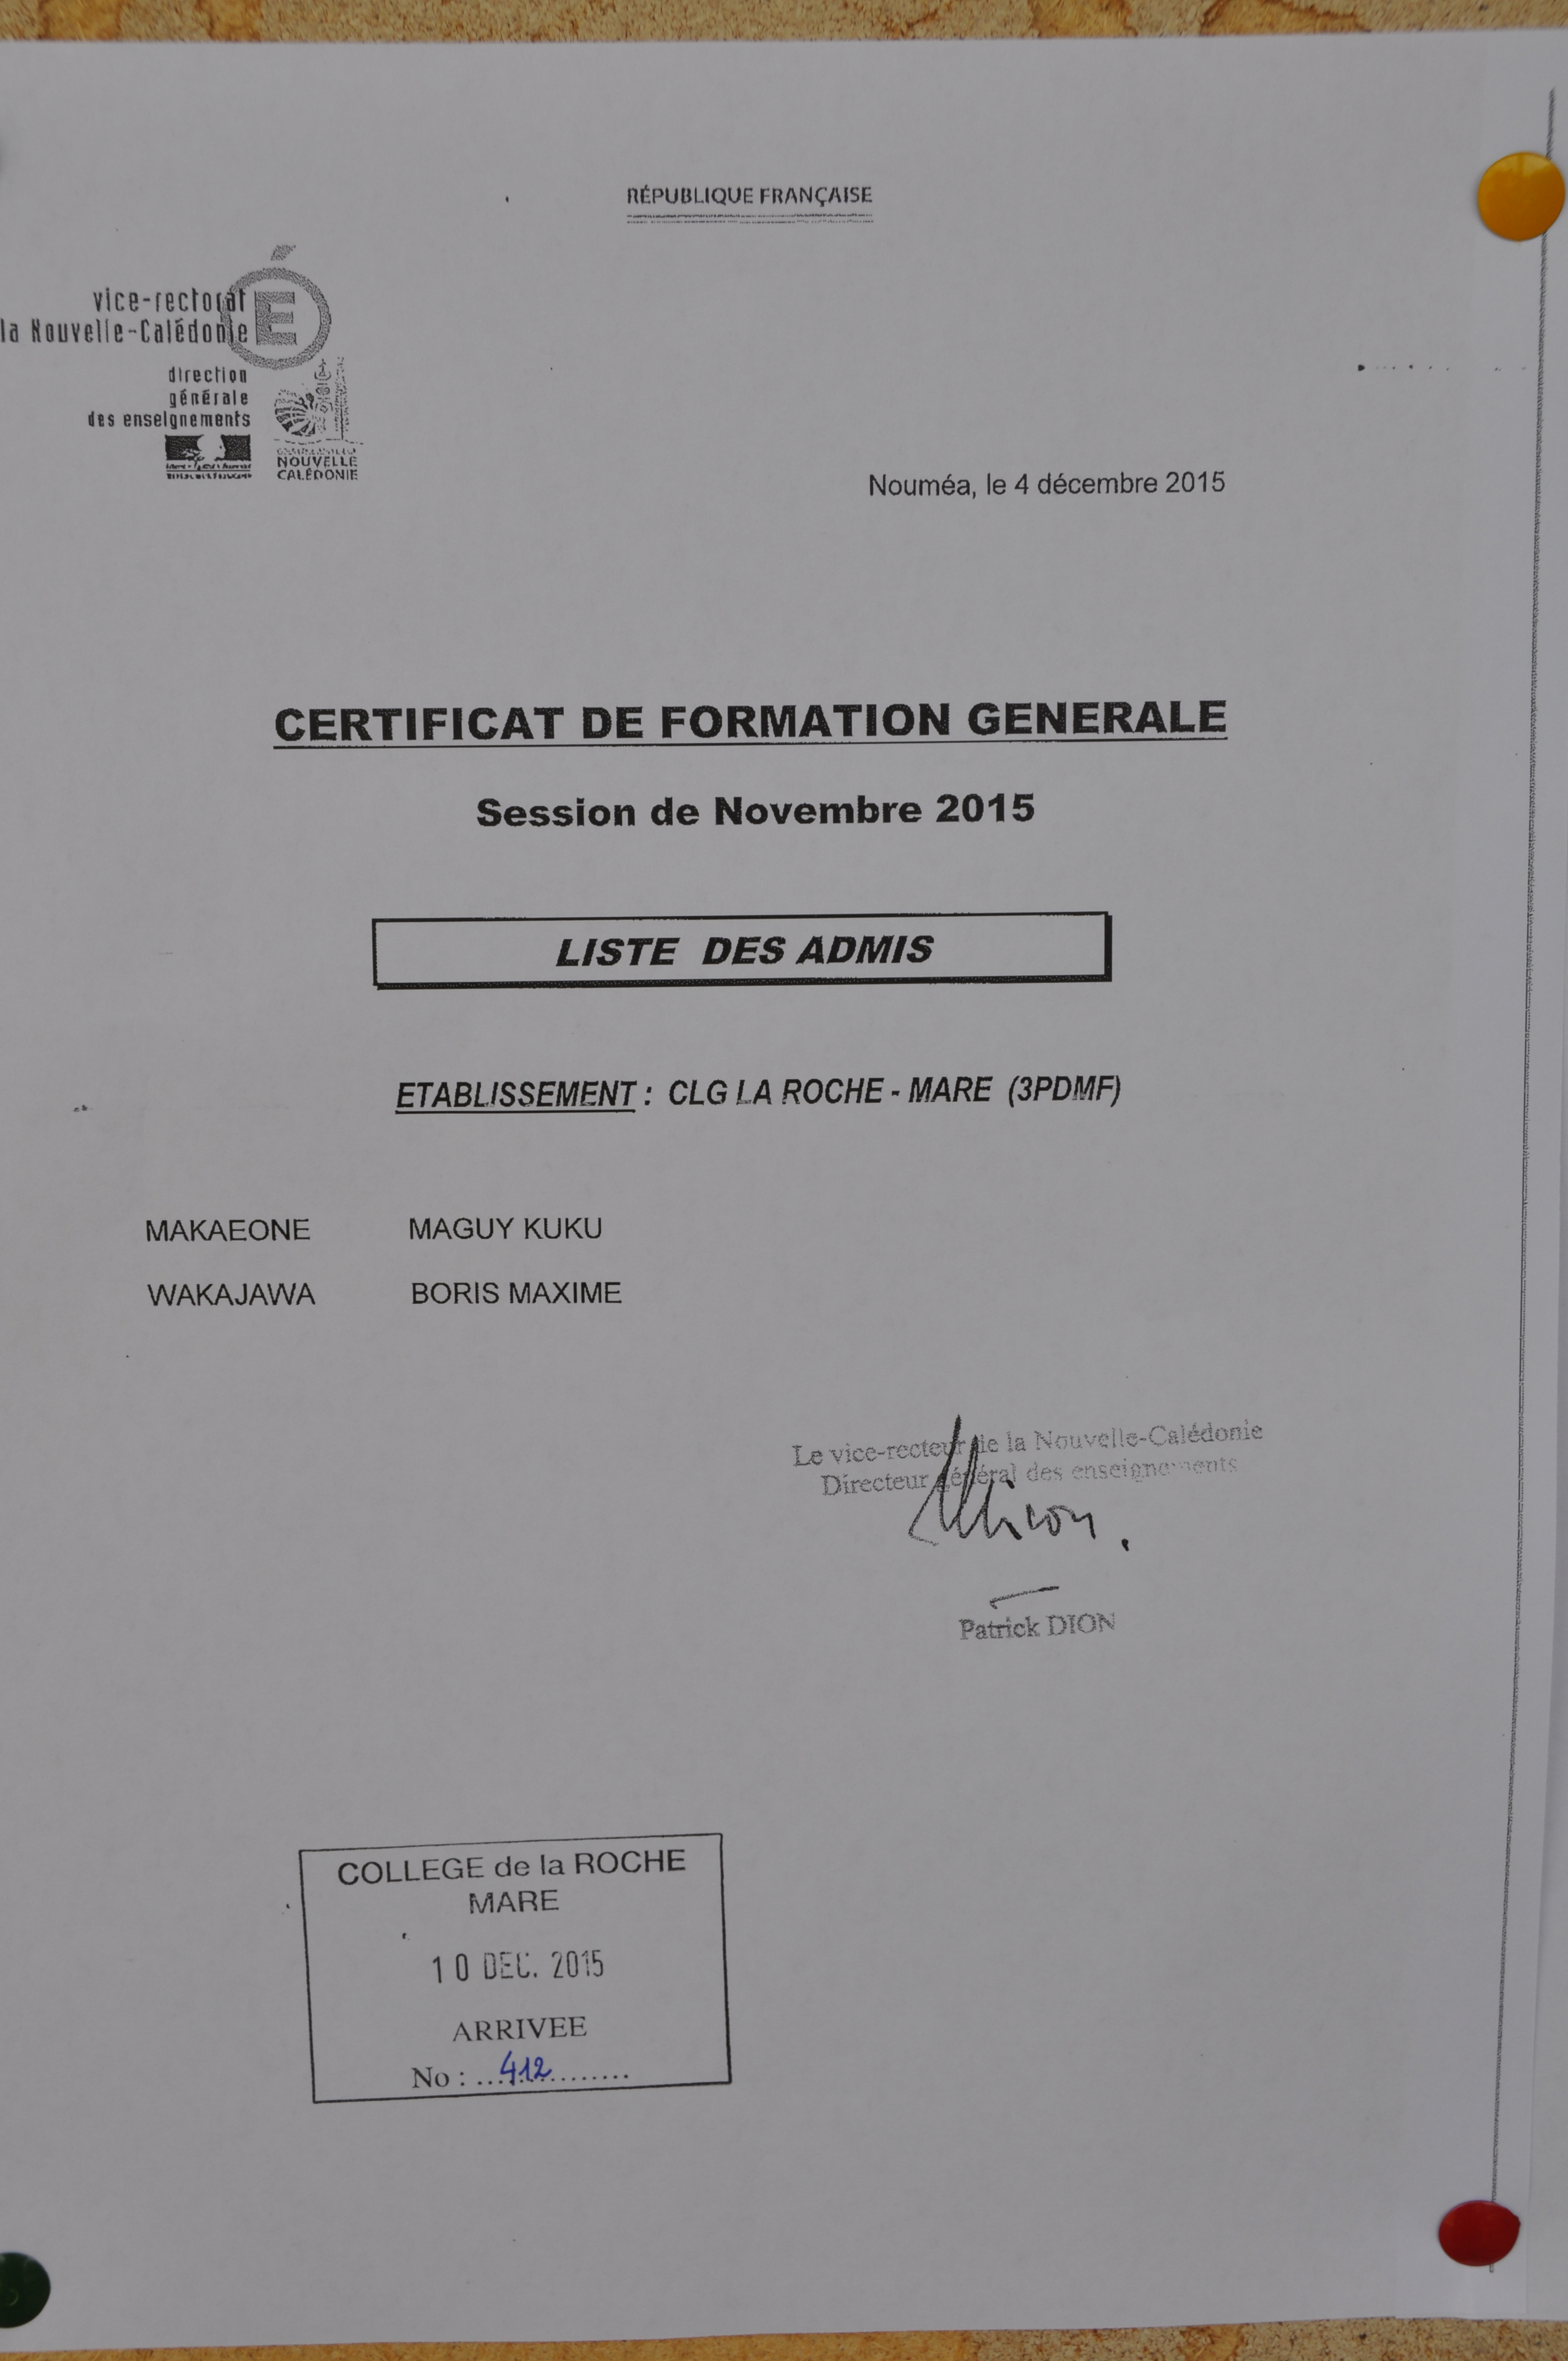 RÉPUBLIQUE FRANÇAISE
vice-rectorat
la Nouvelle-Calédonie
É
direction
générale
des enseignements
NOUVELLE
CALÉDONIE
Nouméa, le 4 décembre 2015
CERTIFICAT DE FORMATION GENERALE
Session de Novembre 2015
LISTE DES ADMIS
ETABLISSEMENT : CLG LA ROCHE - MARE (3PDMF)
MAKAEONE MAGUY KUKU
WAKAJAWA BORIS MAXIME
Le vice-recteur de la Nouvelle-Calédonie
Directeur général des enseignements
Patrick DION
COLLEGE de la ROCHE
MARE
10 DEC. 2015
ARRIVEE
No : ...412...............